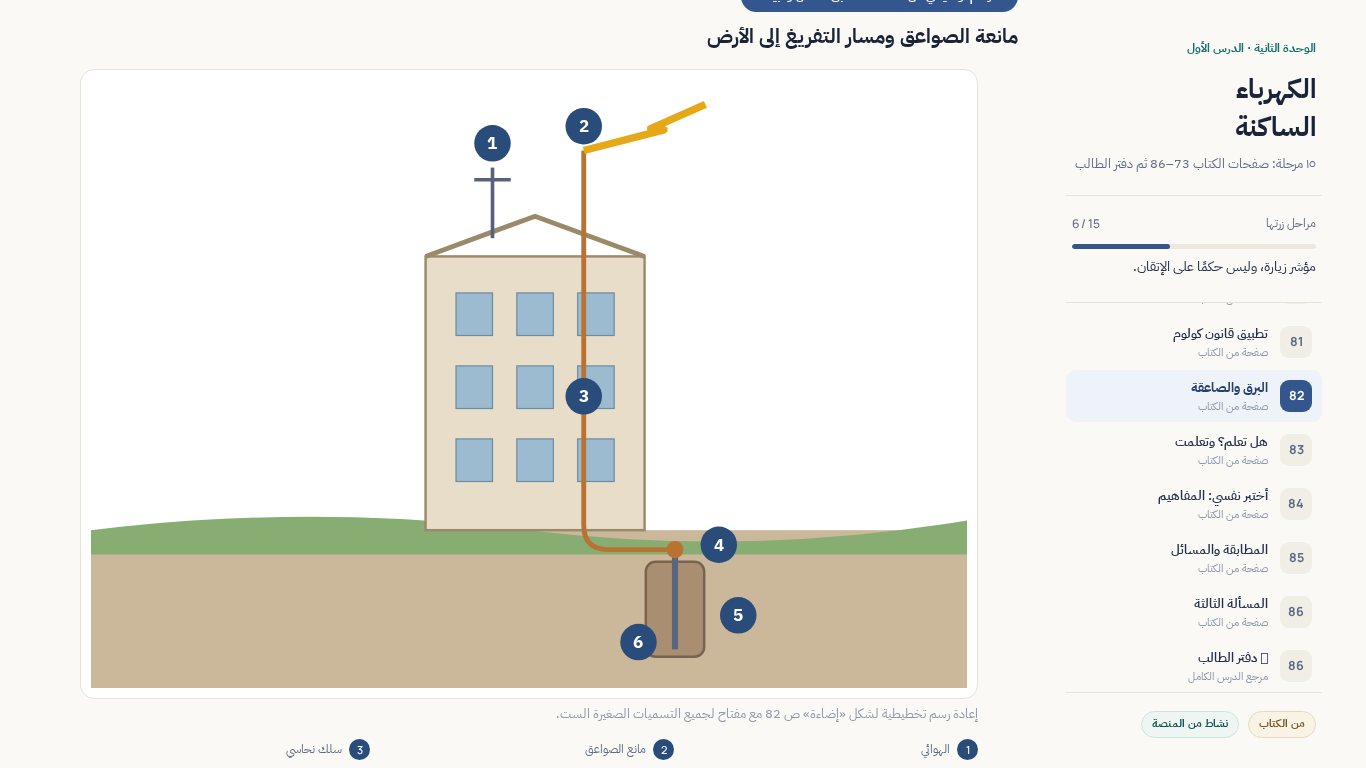 مانعة الصواعق ومسار التفريغ إلى الأرض
1
2
3
4
5
6
إعادة رسم تخطيطية لشكل «إضاءة» ص 82 مع مفتاح لجميع التسميات الصغيرة الست.
1 الهوائي
2 مانع الصواعق
3 سلك نحاسي
الوحدة الثانية · الدرس الأول
الكهرباء
الساكنة
١٥ مرحلة: صفحات الكتاب 73–86 ثم دفتر الطالب
مراحل زرتها 6 / 15
مؤشر زيارة، وليس حكمًا على الإتقان.
81 تطبيق قانون كولوم
صفحة من الكتاب
82 البرق والصاعقة
صفحة من الكتاب
83 هل تعلم؟ وتعلمت
صفحة من الكتاب
84 أختبر نفسي: المفاهيم
صفحة من الكتاب
85 المطابقة والمسائل
صفحة من الكتاب
86 المسألة الثالثة
صفحة من الكتاب
86 دفتر الطالب
مرجع الدرس الكامل
من الكتاب
نشاط من المنصة